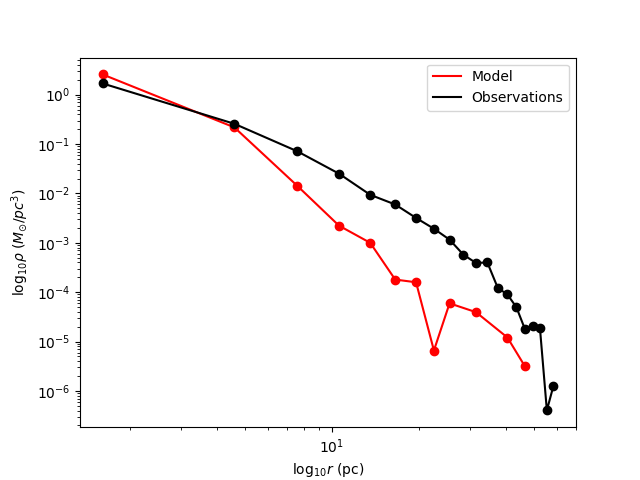 Model
Observations
10⁰
10⁻¹
10⁻²
10⁻³
10⁻⁴
10⁻⁵
10⁻⁶
log₁₀ρ (M☉/pc³)
10¹
log₁₀r (pc)